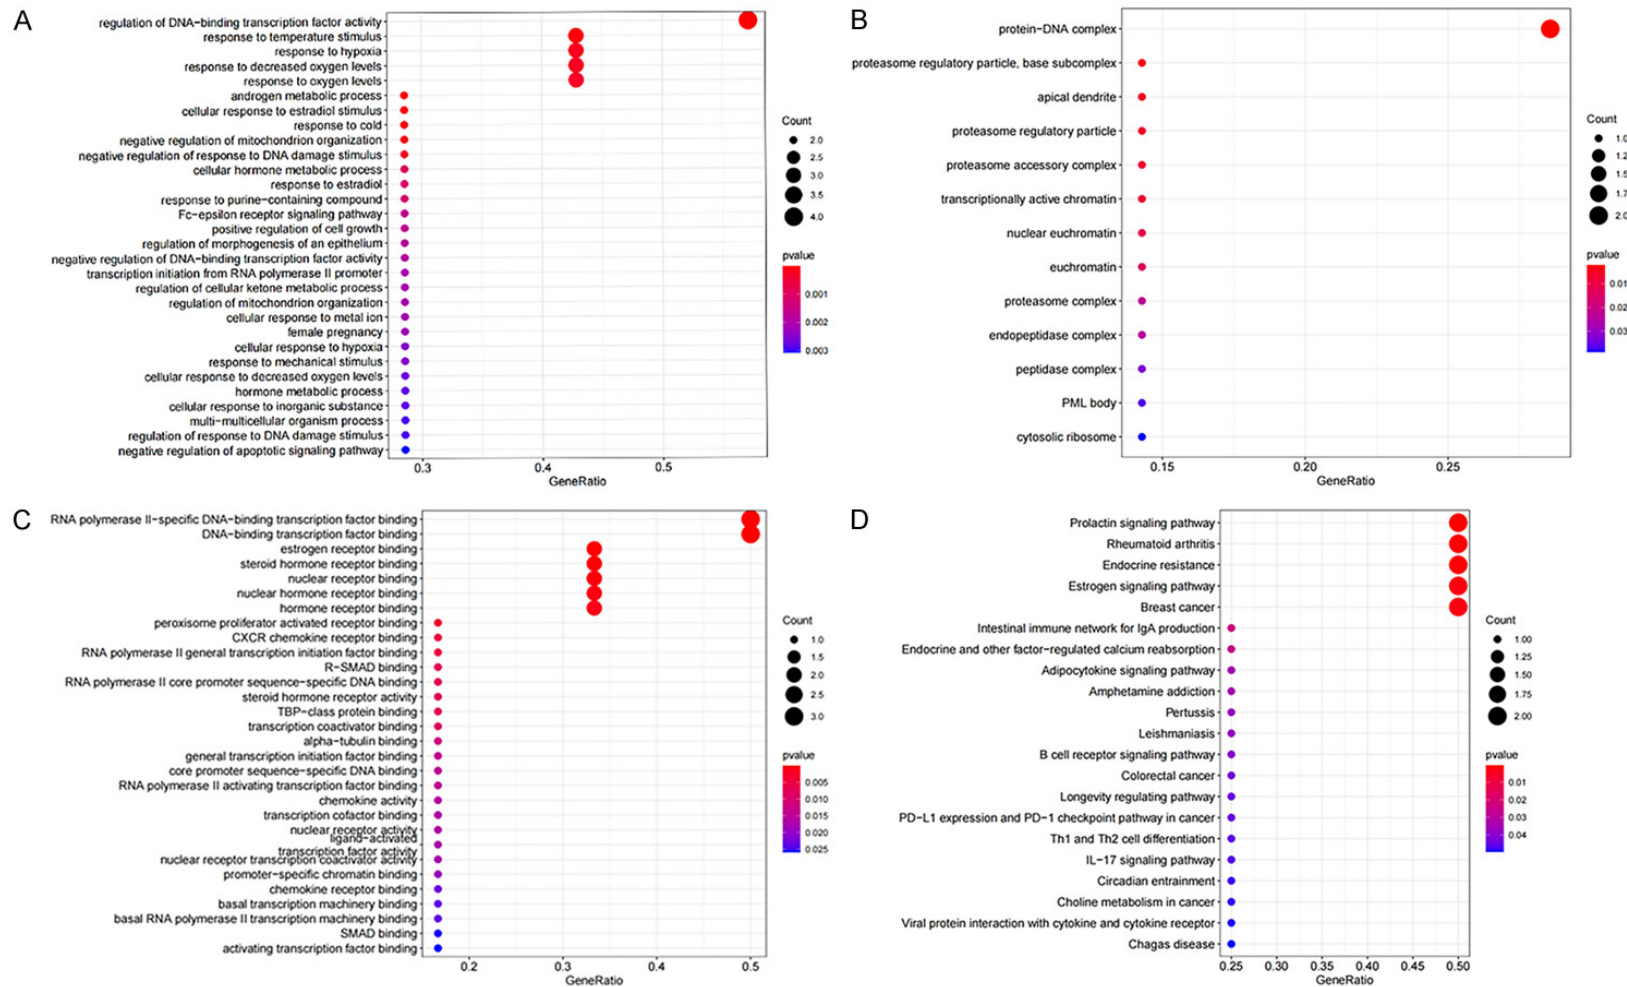 A
regulation of DNA-binding transcription factor activity
response to temperature stimulus
response to hypoxia
response to decreased oxygen levels
response to oxygen levels
androgen metabolic process
cellular response to estradiol stimulus
response to cold
negative regulation of mitochondrion organization
negative regulation of response to DNA damage stimulus
cellular hormone metabolic process
response to estradiol
response to purine-containing compound
Fc-epsilon receptor signaling pathway
positive regulation of cell growth
regulation of morphogenesis of an epithelium
negative regulation of DNA-binding transcription factor activity
transcription initiation from RNA polymerase II promoter
regulation of cellular ketone metabolic process
regulation of mitochondrion organization
cellular response to metal ion
female pregnancy
cellular response to hypoxia
response to mechanical stimulus
cellular response to decreased oxygen levels
hormone metabolic process
cellular response to inorganic substance
multi-multicellular organism process
regulation of response to DNA damage stimulus
negative regulation of apoptotic signaling pathway
0.3 0.4 0.5
GeneRatio
Count
2.0
2.5
3.0
3.5
4.0
pvalue
0.001
0.002
0.003
B
protein-DNA complex
proteasome regulatory particle, base subcomplex
apical dendrite
proteasome regulatory particle
proteasome accessory complex
transcriptionally active chromatin
nuclear euchromatin
euchromatin
proteasome complex
endopeptidase complex
peptidase complex
PML body
cytosolic ribosome
0.15 0.20 0.25
GeneRatio
Count
1.0
1.2
1.5
1.7
2.0
pvalue
0.01
0.02
0.03
C
RNA polymerase II-specific DNA-binding transcription factor binding
DNA-binding transcription factor binding
estrogen receptor binding
steroid hormone receptor binding
nuclear receptor binding
nuclear hormone receptor binding
hormone receptor binding
peroxisome proliferator activated receptor binding
CXCR chemokine receptor binding
RNA polymerase II general transcription initiation factor binding
R-SMAD binding
RNA polymerase II core promoter sequence-specific DNA binding
steroid hormone receptor activity
TBP-class protein binding
transcription coactivator binding
alpha-tubulin binding
general transcription initiation factor binding
core promoter sequence-specific DNA binding
RNA polymerase II activating transcription factor binding
chemokine activity
transcription cofactor binding
nuclear receptor activity
ligand-activated
transcription factor activity
nuclear receptor transcription coactivator activity
promoter-specific chromatin binding
chemokine receptor binding
basal transcription machinery binding
basal RNA polymerase II transcription machinery binding
SMAD binding
activating transcription factor binding
0.2 0.3 0.4 0.5
GeneRatio
Count
1.0
1.5
2.0
2.5
3.0
pvalue
0.005
0.010
0.015
0.020
0.025
D
Prolactin signaling pathway
Rheumatoid arthritis
Endocrine resistance
Estrogen signaling pathway
Breast cancer
Intestinal immune network for IgA production
Endocrine and other factor-regulated calcium reabsorption
Adipocytokine signaling pathway
Amphetamine addiction
Pertussis
Leishmaniasis
B cell receptor signaling pathway
Colorectal cancer
Longevity regulating pathway
PD-L1 expression and PD-1 checkpoint pathway in cancer
Th1 and Th2 cell differentiation
IL-17 signaling pathway
Circadian entrainment
Choline metabolism in cancer
Viral protein interaction with cytokine and cytokine receptor
Chagas disease
0.25 0.30 0.35 0.40 0.45 0.50
GeneRatio
Count
1.00
1.25
1.50
1.75
2.00
pvalue
0.01
0.02
0.03
0.04